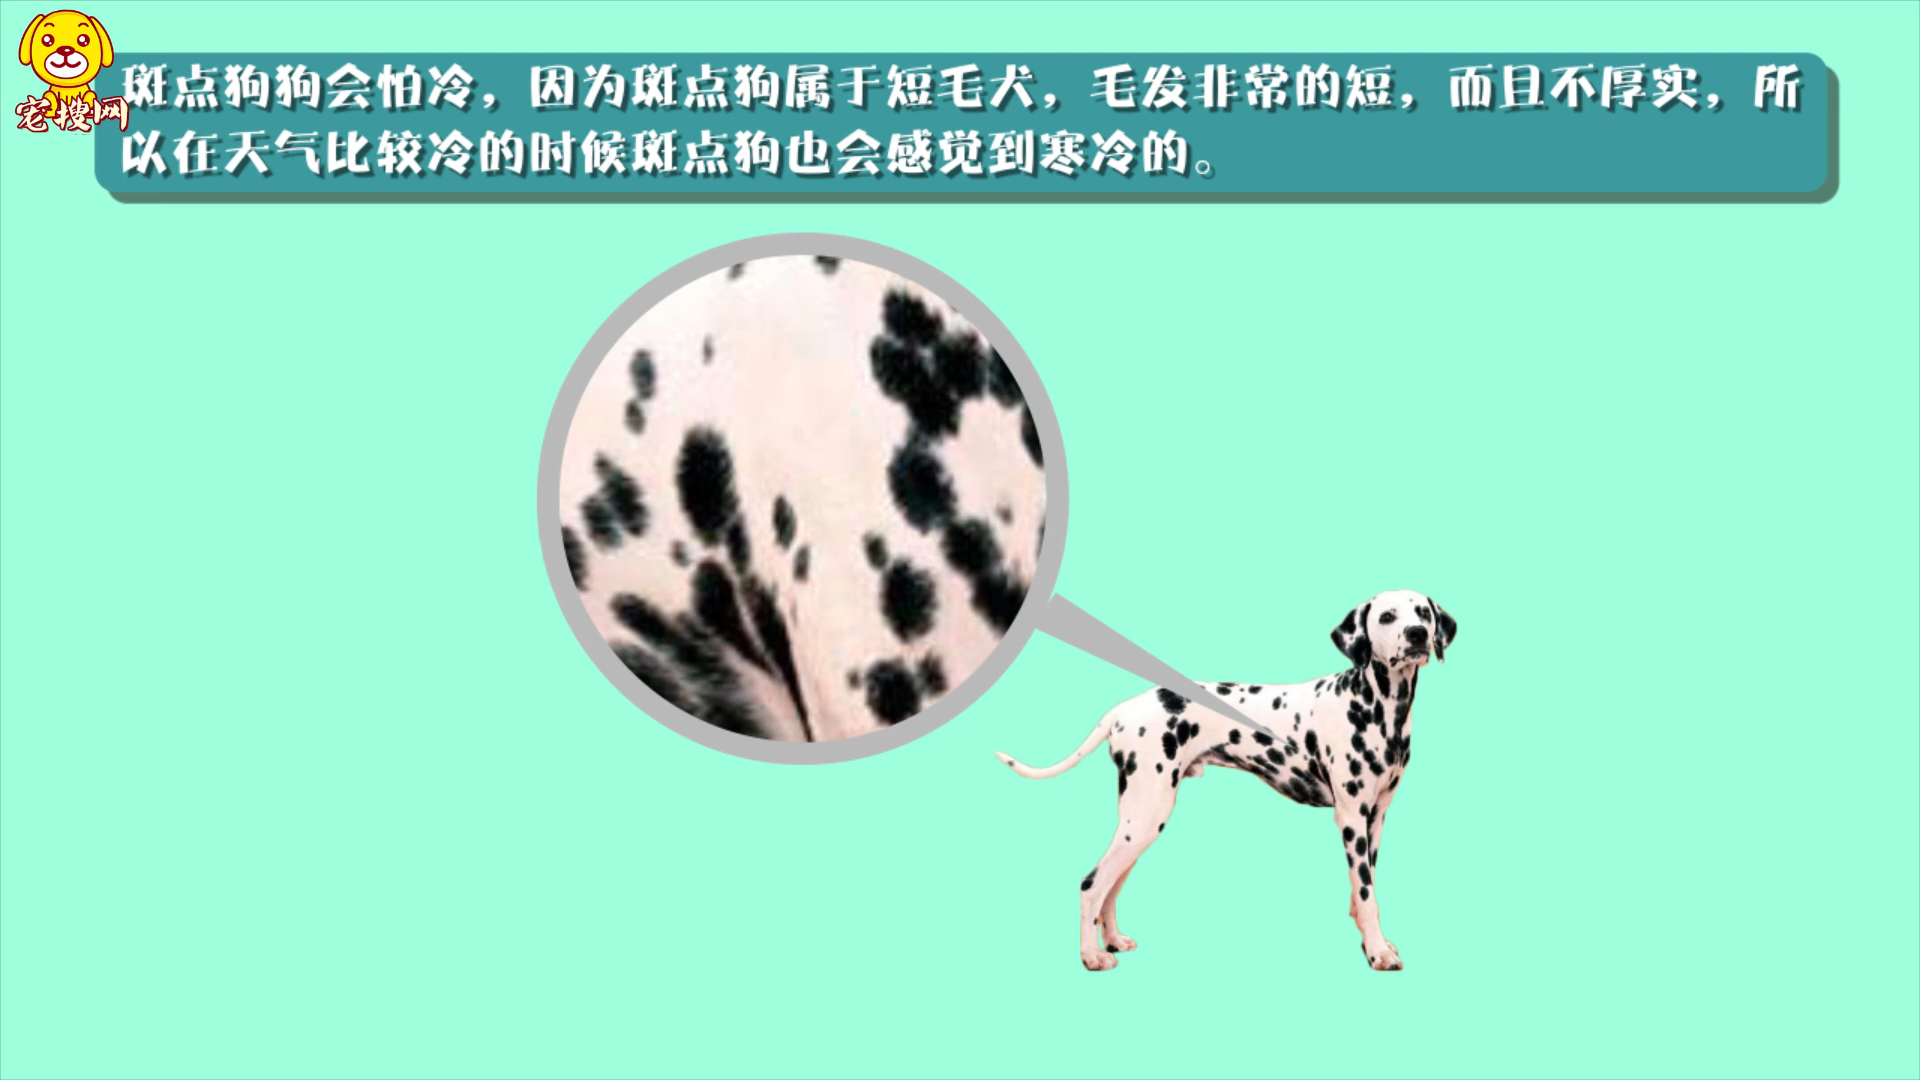 斑点狗狗会怕冷，因为斑点狗属于短毛犬，毛发非常的短，而且不厚实，所
以在天气比较冷的时候斑点狗也会感觉到寒冷的。
宠搜网